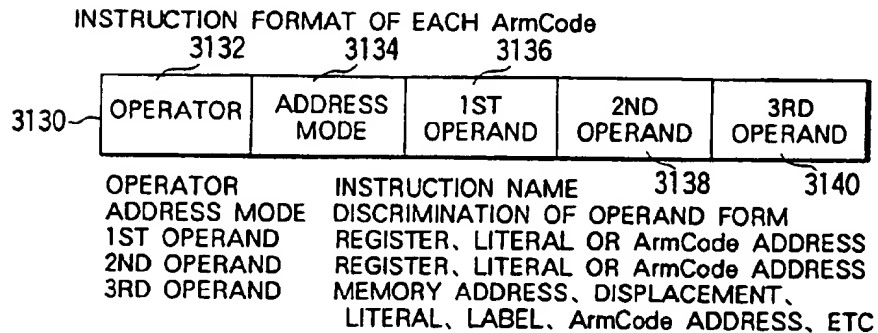 INSTRUCTION FORMAT OF EACH ArmCode
3132 3134 3136
3130 OPERATOR ADDRESS MODE 1ST OPERAND 2ND OPERAND 3RD OPERAND
3138 3140
OPERATOR INSTRUCTION NAME
ADDRESS MODE DISCRIMINATION OF OPERAND FORM
1ST OPERAND REGISTER、LITERAL OR ArmCode ADDRESS
2ND OPERAND REGISTER、LITERAL OR ArmCode ADDRESS
3RD OPERAND MEMORY ADDRESS、DISPLACEMENT、
LITERAL、LABEL、ArmCode ADDRESS、ETC